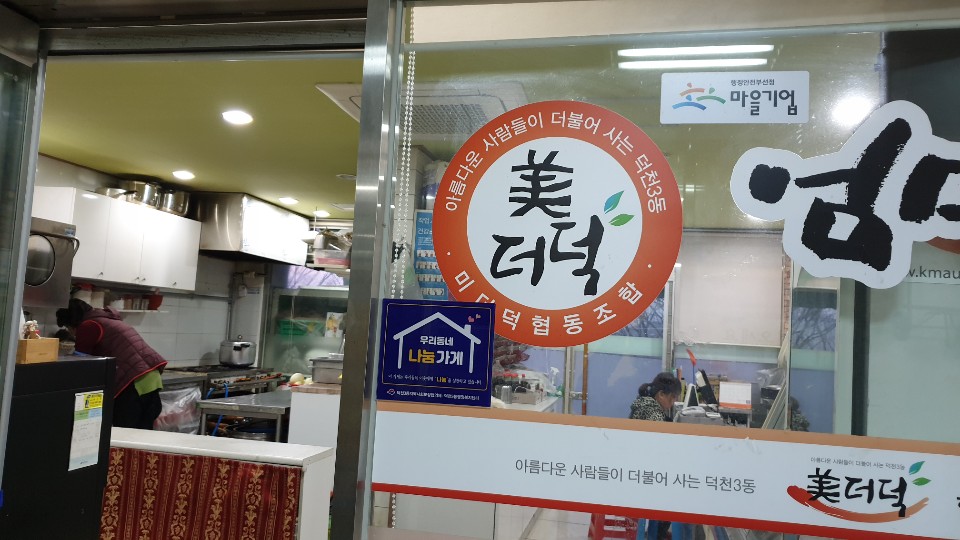 행정안전부선정
마을기업
아름다운 사람들이 더불어 사는 덕천3동
美
더덕
· 미더덕협동조합 ·
엄마
www.kmau
우리동네
나눔가게
아름다운 사람들이 더불어 사는 덕천3동
아름다운 사람들이 더불어 사는 덕천3동
美더덕